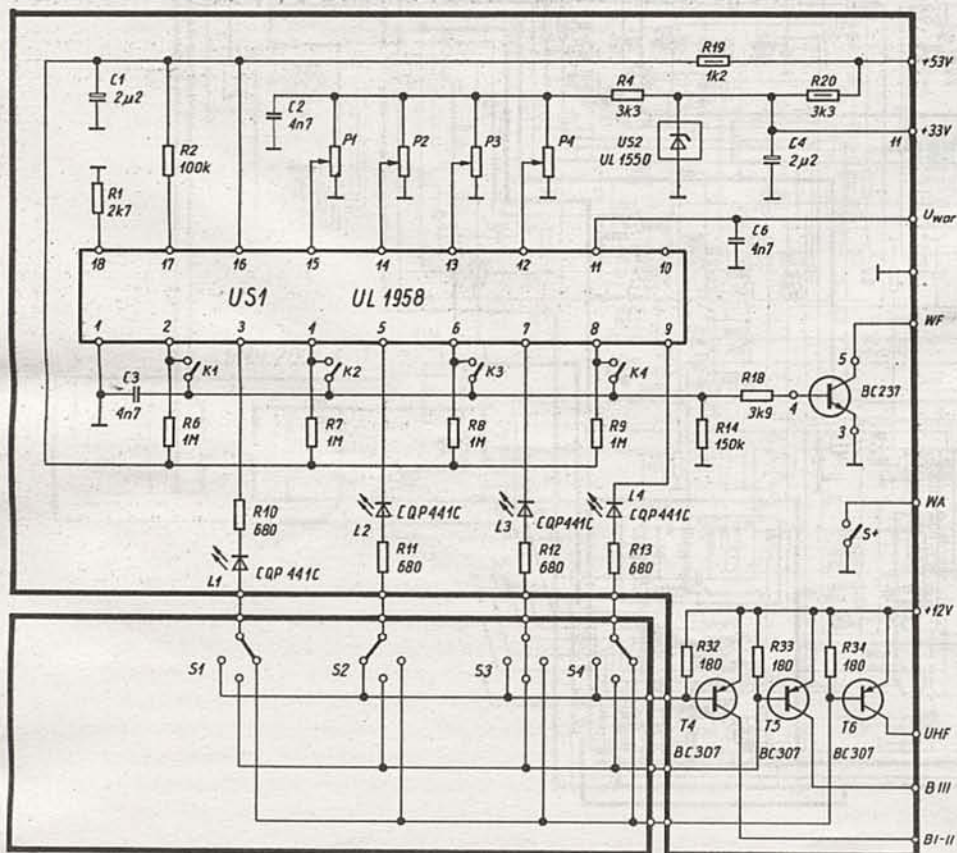 R19
1k2
+53V
C1
2µ2
R4
3k3
R20
3k3
C2
4n7
P1
P2
P3
P4
US2
UL 1550
+33V
11
C4
2µ2
R2
100k
R1
2k7
Uwar
C6
4n7
18 17 16 15 14 13 12 11 10
US1 UL 1958
1 2 3 4 5 6 7 8 9
WF
C3
4n7
K1
K2
K3
K4
R18
3k9
4
5
3
BC237
R6
1M
R7
1M
R8
1M
R9
1M
R14
150k
WA
S+
R10
680
L1
CQP 441C
L2
CQP441C
R11
680
L3
CQP441C
R12
680
L4
CQP441C
R13
680
+12V
S1
S2
S3
S4
R32
180
R33
180
R34
180
T4
BC307
T5
BC307
T6
BC307
UHF
BIII
BI-II